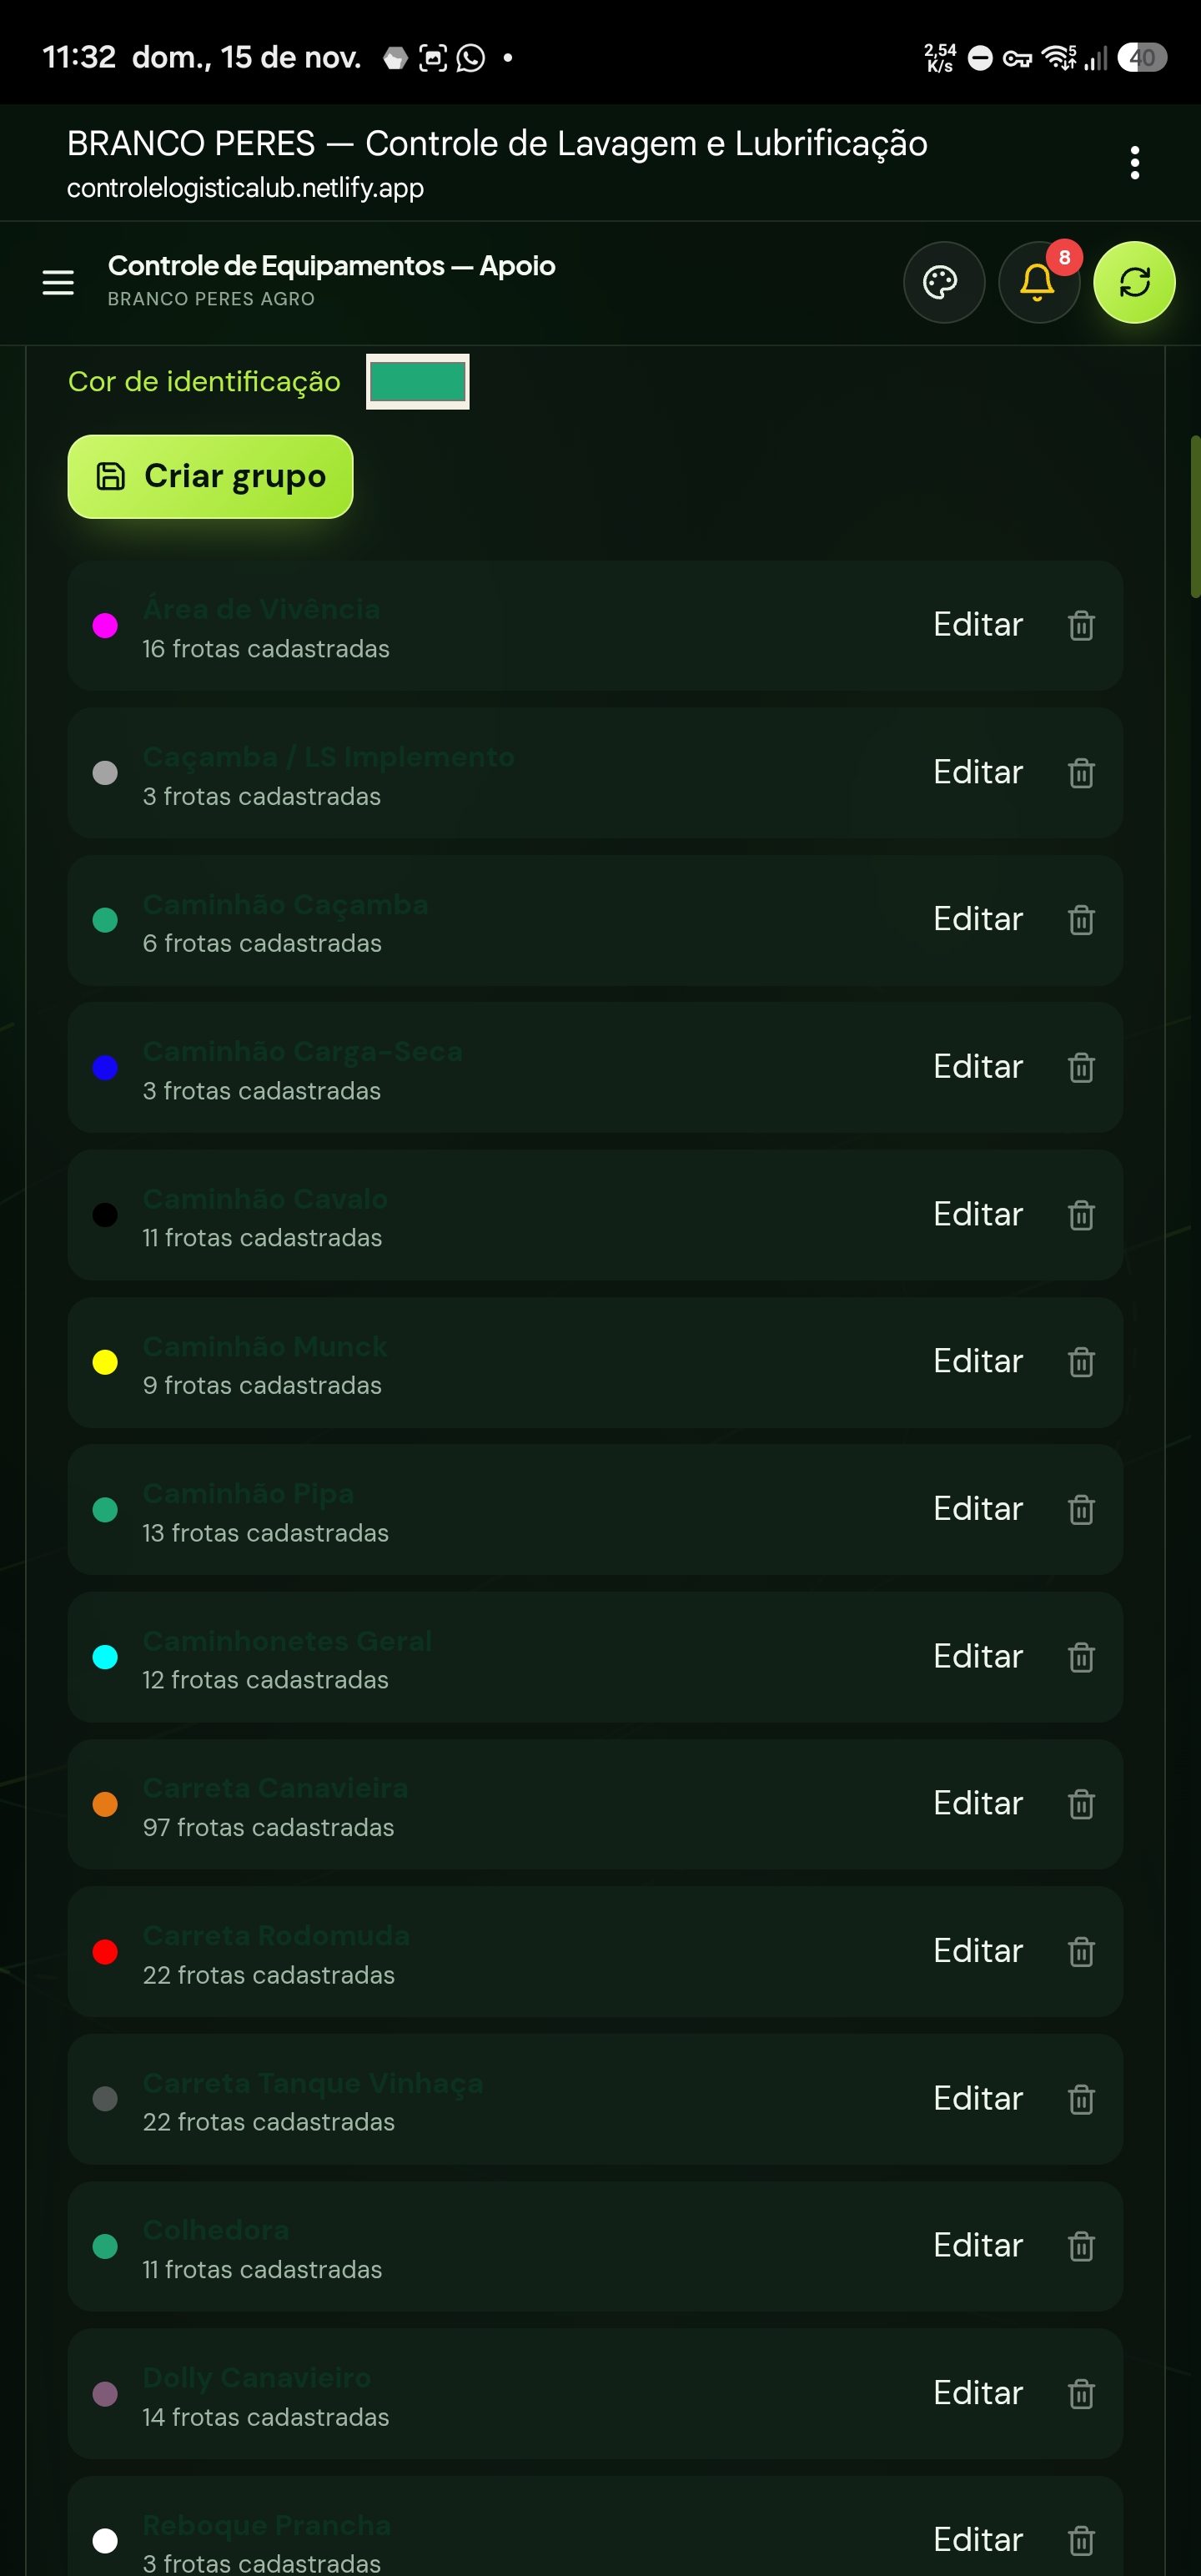 11:32 dom., 15 de nov.
2,54
K/s
5
40
BRANCO PERES — Controle de Lavagem e Lubrificação
controlelogisticalub.netlify.app
Controle de Equipamentos — Apoio
BRANCO PERES AGRO
8
Cor de identificação
Criar grupo
Área de Vivência
16 frotas cadastradas
Editar
Caçamba / LS Implemento
3 frotas cadastradas
Editar
Caminhão Caçamba
6 frotas cadastradas
Editar
Caminhão Carga-Seca
3 frotas cadastradas
Editar
Caminhão Cavalo
11 frotas cadastradas
Editar
Caminhão Munck
9 frotas cadastradas
Editar
Caminhão Pipa
13 frotas cadastradas
Editar
Caminhonetes Geral
12 frotas cadastradas
Editar
Carreta Canavieira
97 frotas cadastradas
Editar
Carreta Rodomuda
22 frotas cadastradas
Editar
Carreta Tanque Vinhaça
22 frotas cadastradas
Editar
Colhedora
11 frotas cadastradas
Editar
Dolly Canavieiro
14 frotas cadastradas
Editar
Reboque Prancha
3 frotas cadastradas
Editar